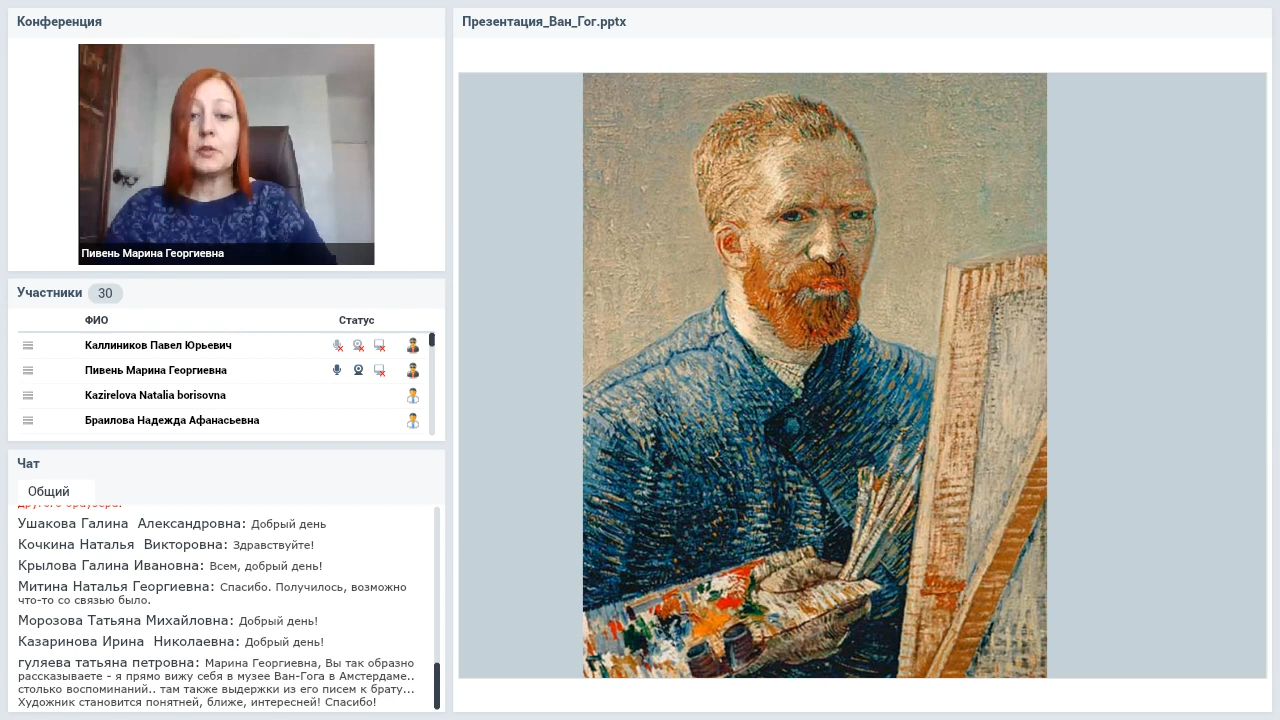 Конференция
Пивень Марина Георгиевна
Участники 30
ФИО Статус
Каллиников Павел Юрьевич
Пивень Марина Георгиевна
Kazirelova Natalia borisovna
Браилова Надежда Афанасьевна
Чат
Общий
другого браузера.
Ушакова Галина Александровна: Добрый день
Кочкина Наталья Викторовна: Здравствуйте!
Крылова Галина Ивановна: Всем, добрый день!
Митина Наталья Георгиевна: Спасибо. Получилось, возможно
что-то со связью было.
Морозова Татьяна Михайловна: Добрый день!
Казаринова Ирина Николаевна: Добрый день!
гуляева татьяна петровна: Марина Георгиевна, Вы так образно
рассказываете - я прямо вижу себя в музее Ван-Гога в Амстердаме..
столько воспоминаний.. там также выдержки из его писем к брату...
Художник становится понятней, ближе, интересней! Спасибо!
Презентация_Ван_Гог.pptx